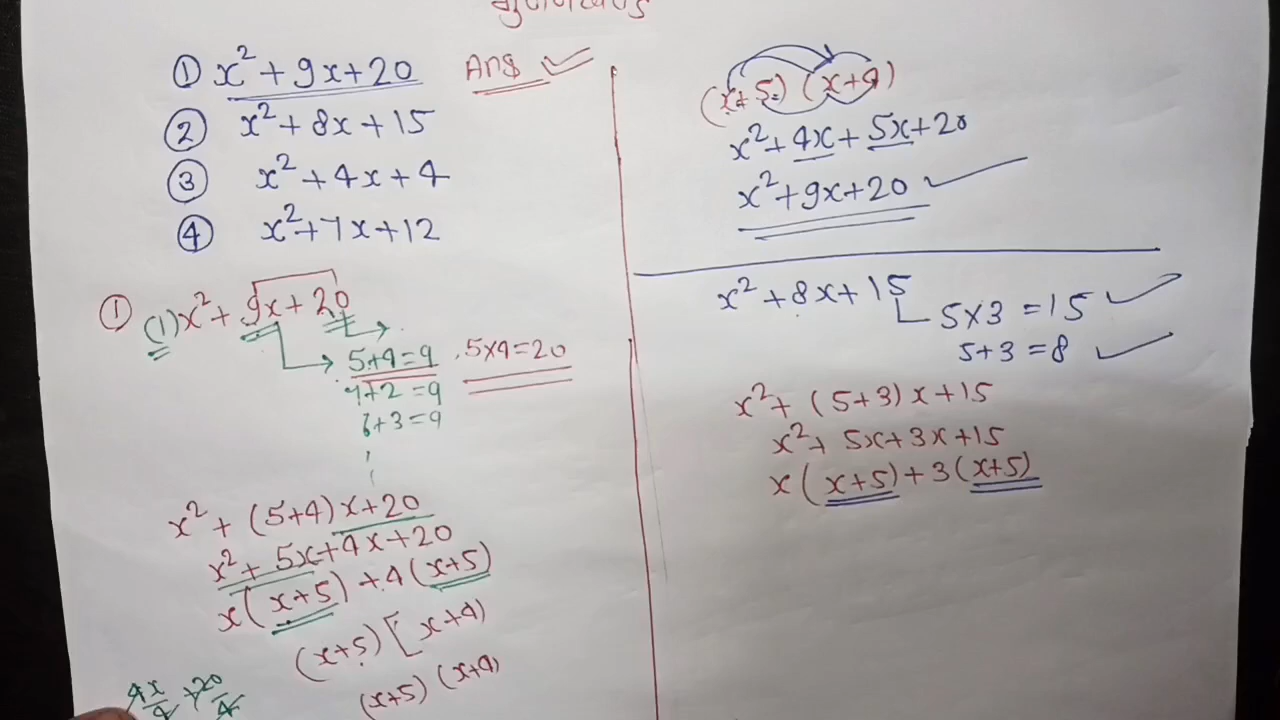 ① x² + 9x + 20 Ans
② x² + 8x + 15
③ x² + 4x + 4
④ x² + 7x + 12
① (1)x² + 9x + 20
5+4=9 .5×4=20
7+2 =9
6+3=9
x² + (5+4)x+20
x² + 5x+4x+20
x(x+5) +4(x+5)
(x+5) [x+4)
(x+5) (x+4)
4x/4 + 20/4
(x+5) (x+4)
x² + 4x + 5x+20
x² + 9x+20
x² + 8x + 15
5×3 = 15
5+3 = 8
x² + (5+3)x+15
x² + 5x+3x+15
x(x+5)+3(x+5)